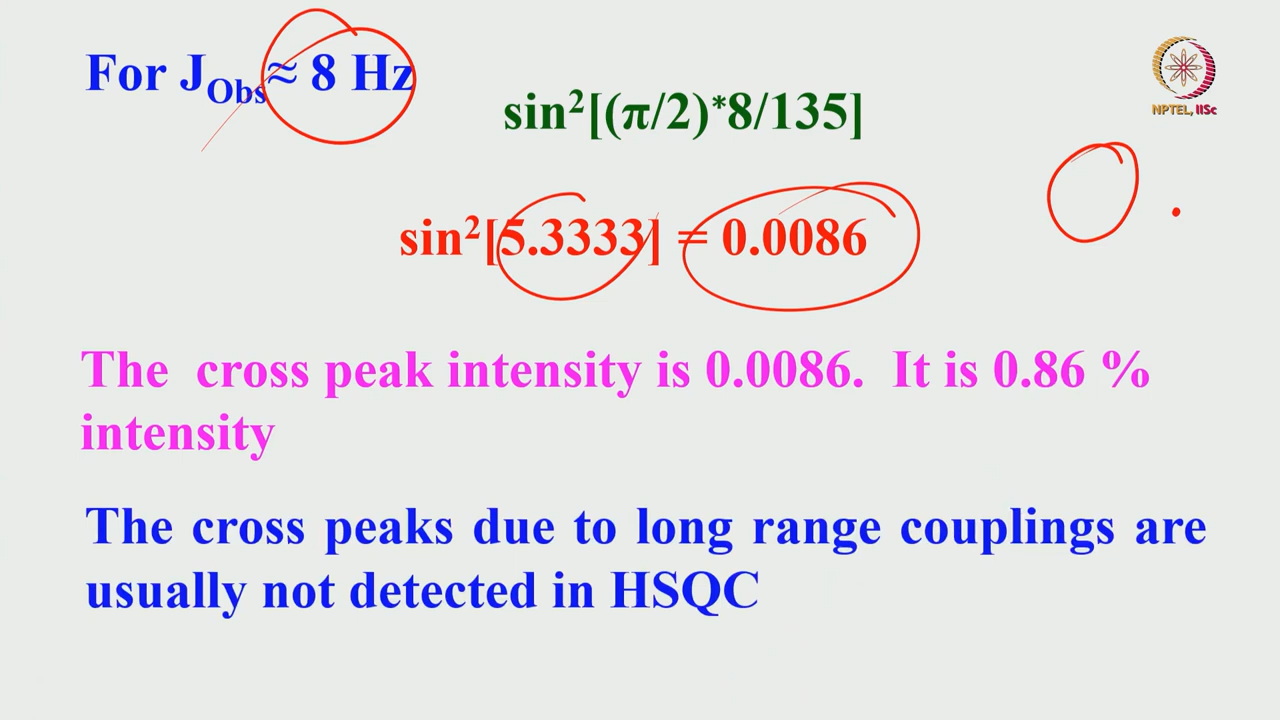 For J_Obs ≈ 8 Hz
NPTEL, IISc
sin²[(π/2)*8/135]
sin²[5.3333] = 0.0086
The cross peak intensity is 0.0086. It is 0.86 %
intensity
The cross peaks due to long range couplings are
usually not detected in HSQC